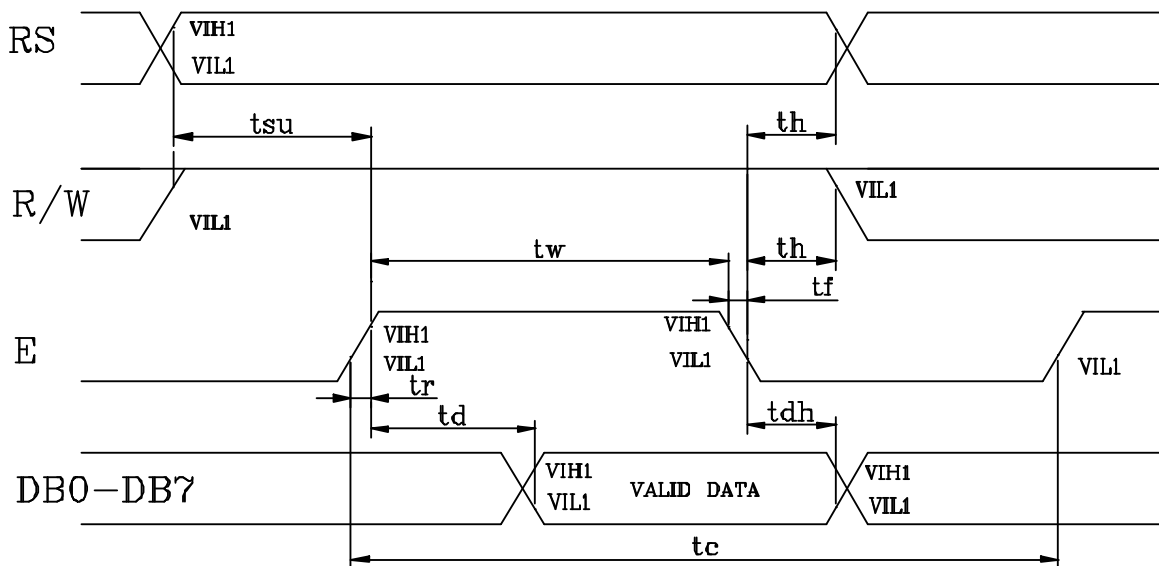 RS
VIH1
VIL1
tsu
th
R/W
VIL1
VIL1
tw
th
tf
E
VIH1
VIL1
VIH1
VIL1
VIL1
tr
td
tdh
DB0-DB7
VIH1
VIL1
VALID DATA
VIH1
VIL1
tc